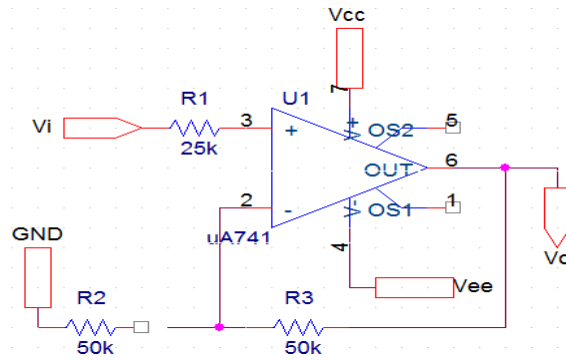 Vcc
R1
U1
7
3
+
V+
OS2
5
Vi
25k
OUT
6
2
-
V-
OS1
1
GND
uA741
4
Vo
R2
R3
Vee
50k
50k